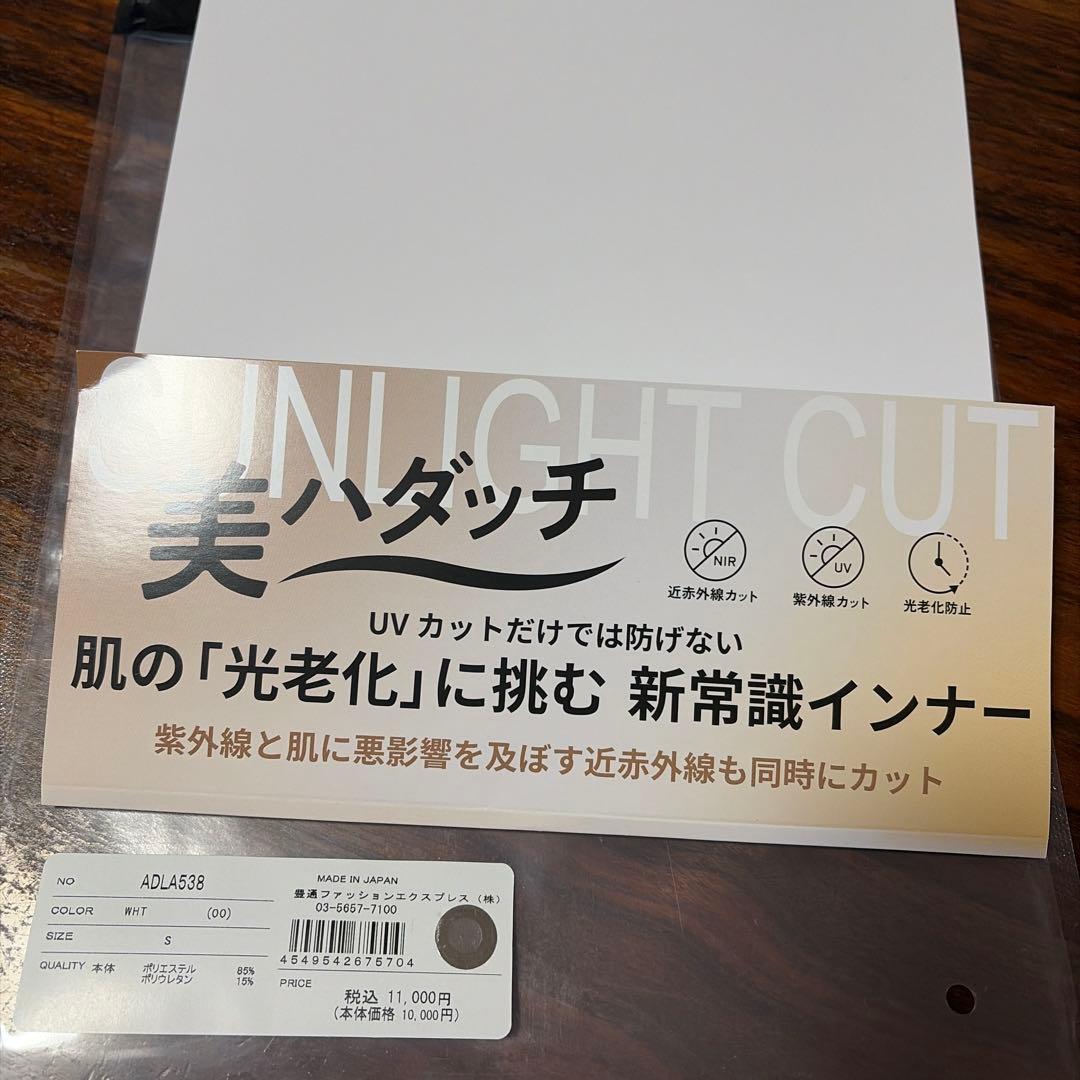 SUNLIGHT CUT
美ハダッチ
NIR
近赤外線カット
UV
紫外線カット
光老化防止
UV カットだけでは防げない
肌の「光老化」に挑む 新常識インナー
紫外線と肌に悪影響を及ぼす近赤外線も同時にカット
NO ADLA538
COLOR WHT (00)
SIZE S
QUALITY 本体 ポリエステル 85%
ポリウレタン 15%
MADE IN JAPAN
豊通ファッションエクスプレス（株）
03-5657-7100
4549542675704
PRICE
税込 11,000円
(本体価格 10,000円)